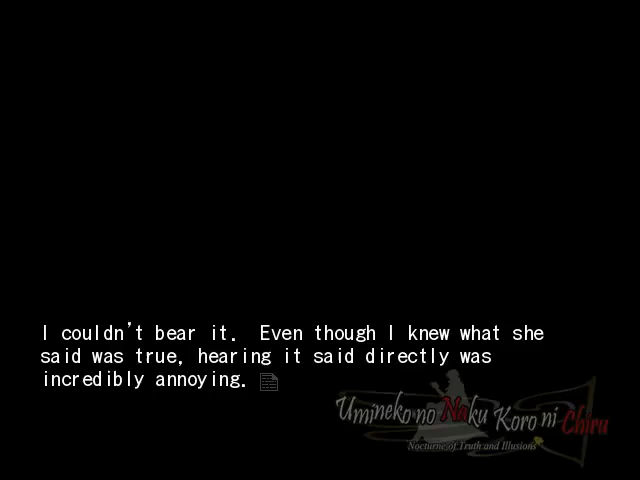 I couldn't bear it.  Even though I knew what she
said was true, hearing it said directly was
incredibly annoying.
Umineko no Naku Koro ni Chiru
Nocturne of Truth and Illusions